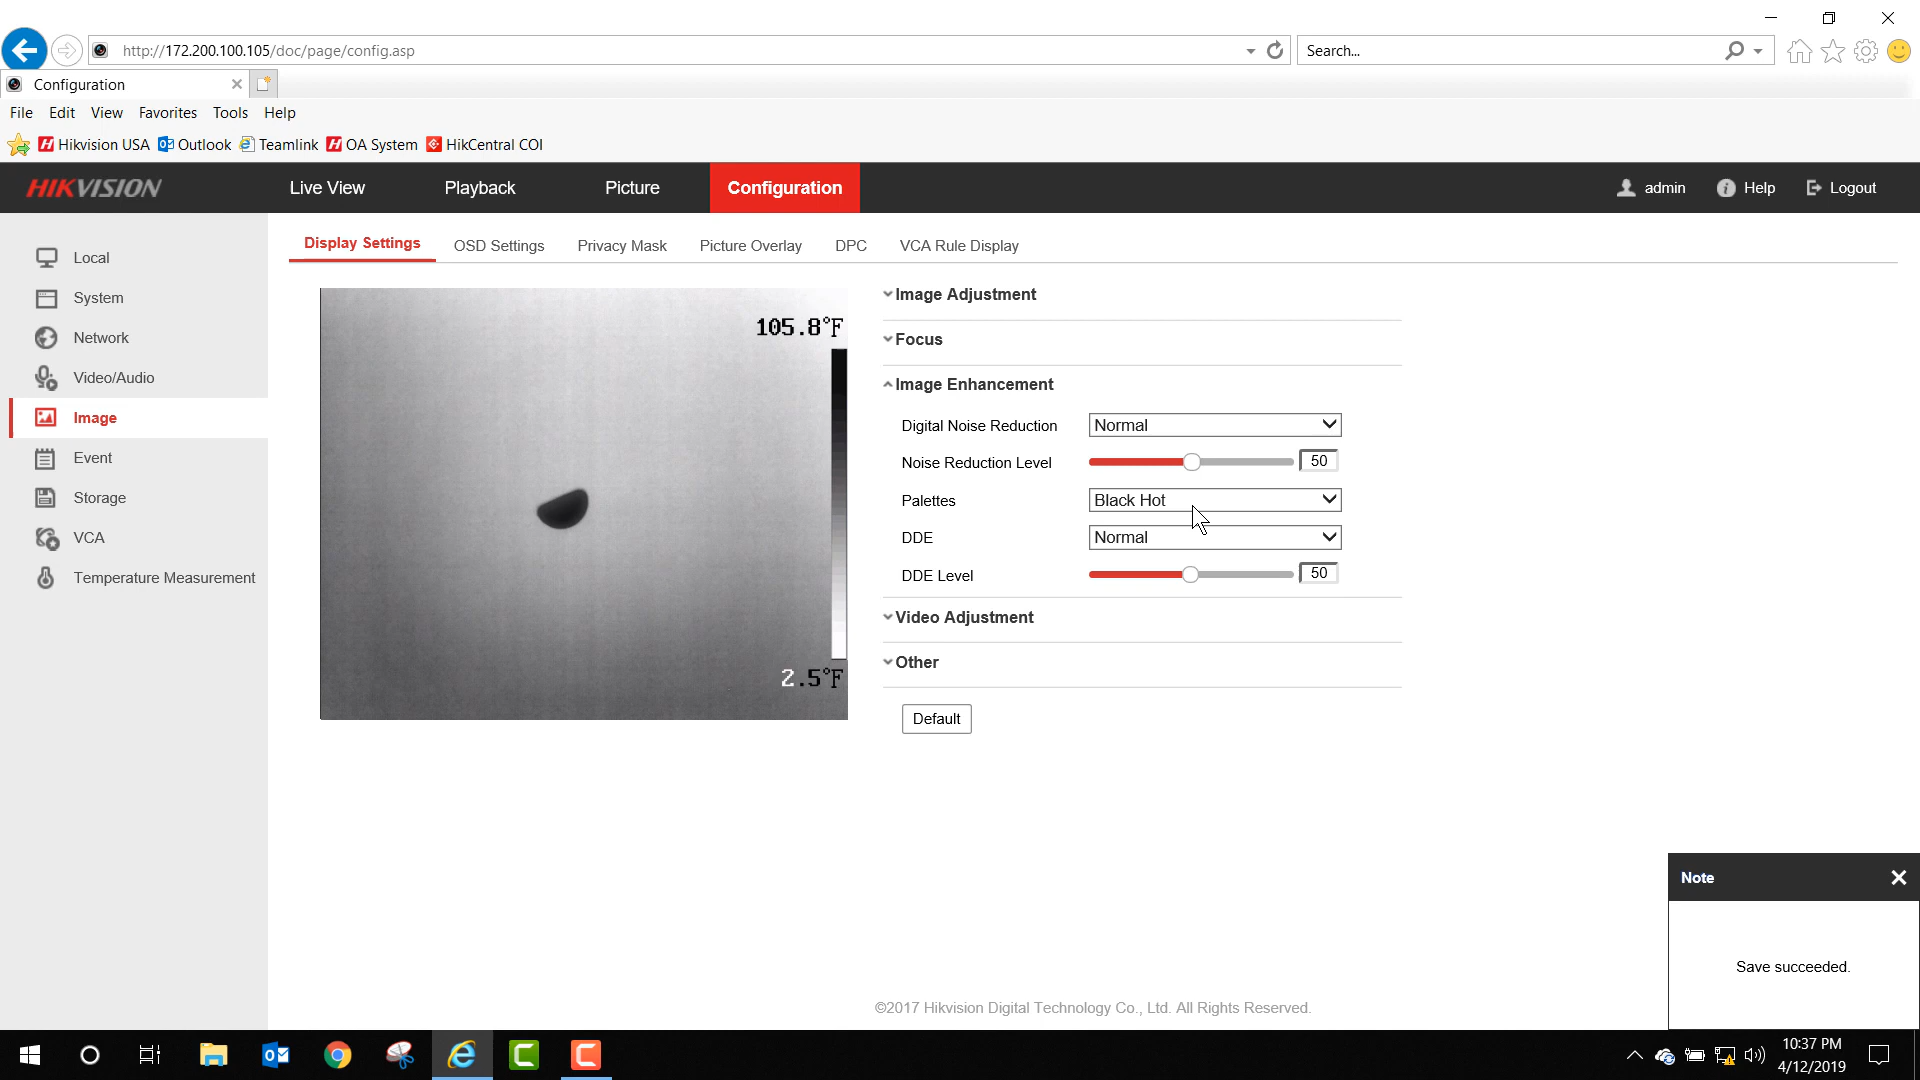 http://172.200.100.105/doc/page/config.asp
Search...
Configuration
File Edit View Favorites Tools Help
Hikvision USA Outlook Teamlink OA System HikCentral COI
HIKVISION Live View Playback Picture Configuration admin Help Logout
Display Settings OSD Settings Privacy Mask Picture Overlay DPC VCA Rule Display
Local
System
Network
Video/Audio
Image
Event
Storage
VCA
Temperature Measurement
105.8°F
2.5°F
Image Adjustment
Focus
Image Enhancement
Digital Noise Reduction Normal
Noise Reduction Level 50
Palettes Black Hot
DDE Normal
DDE Level 50
Video Adjustment
Other
Default
Note
Save succeeded.
©2017 Hikvision Digital Technology Co., Ltd. All Rights Reserved.
10:37 PM
4/12/2019